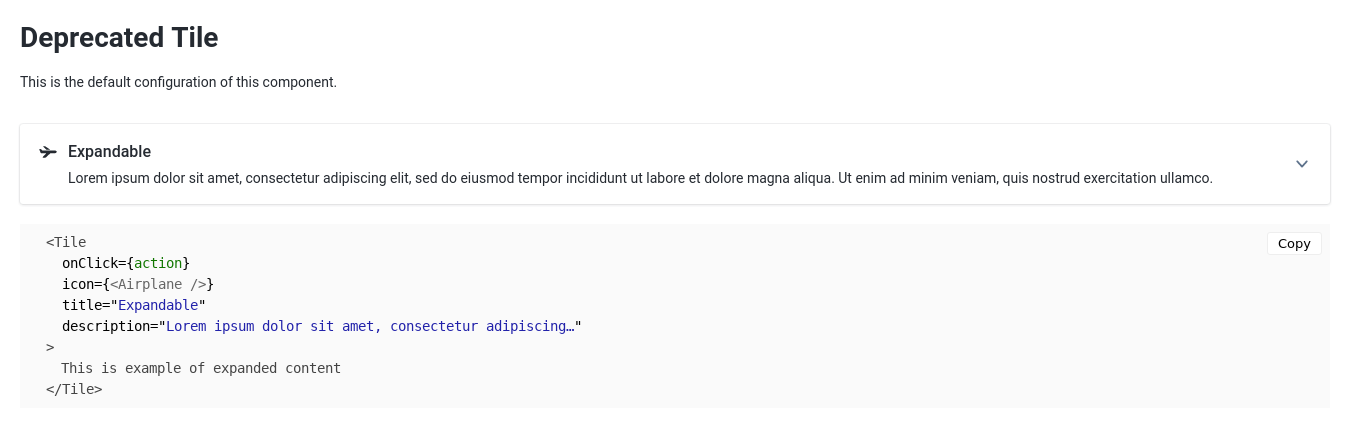 Deprecated Tile
This is the default configuration of this component.
Expandable
Lorem ipsum dolor sit amet, consectetur adipiscing elit, sed do eiusmod tempor incididunt ut labore et dolore magna aliqua. Ut enim ad minim veniam, quis nostrud exercitation ullamco.
Copy
<Tile
  onClick={action}
  icon={<Airplane />}
  title="Expandable"
  description="Lorem ipsum dolor sit amet, consectetur adipiscing…"
>
  This is example of expanded content
</Tile>